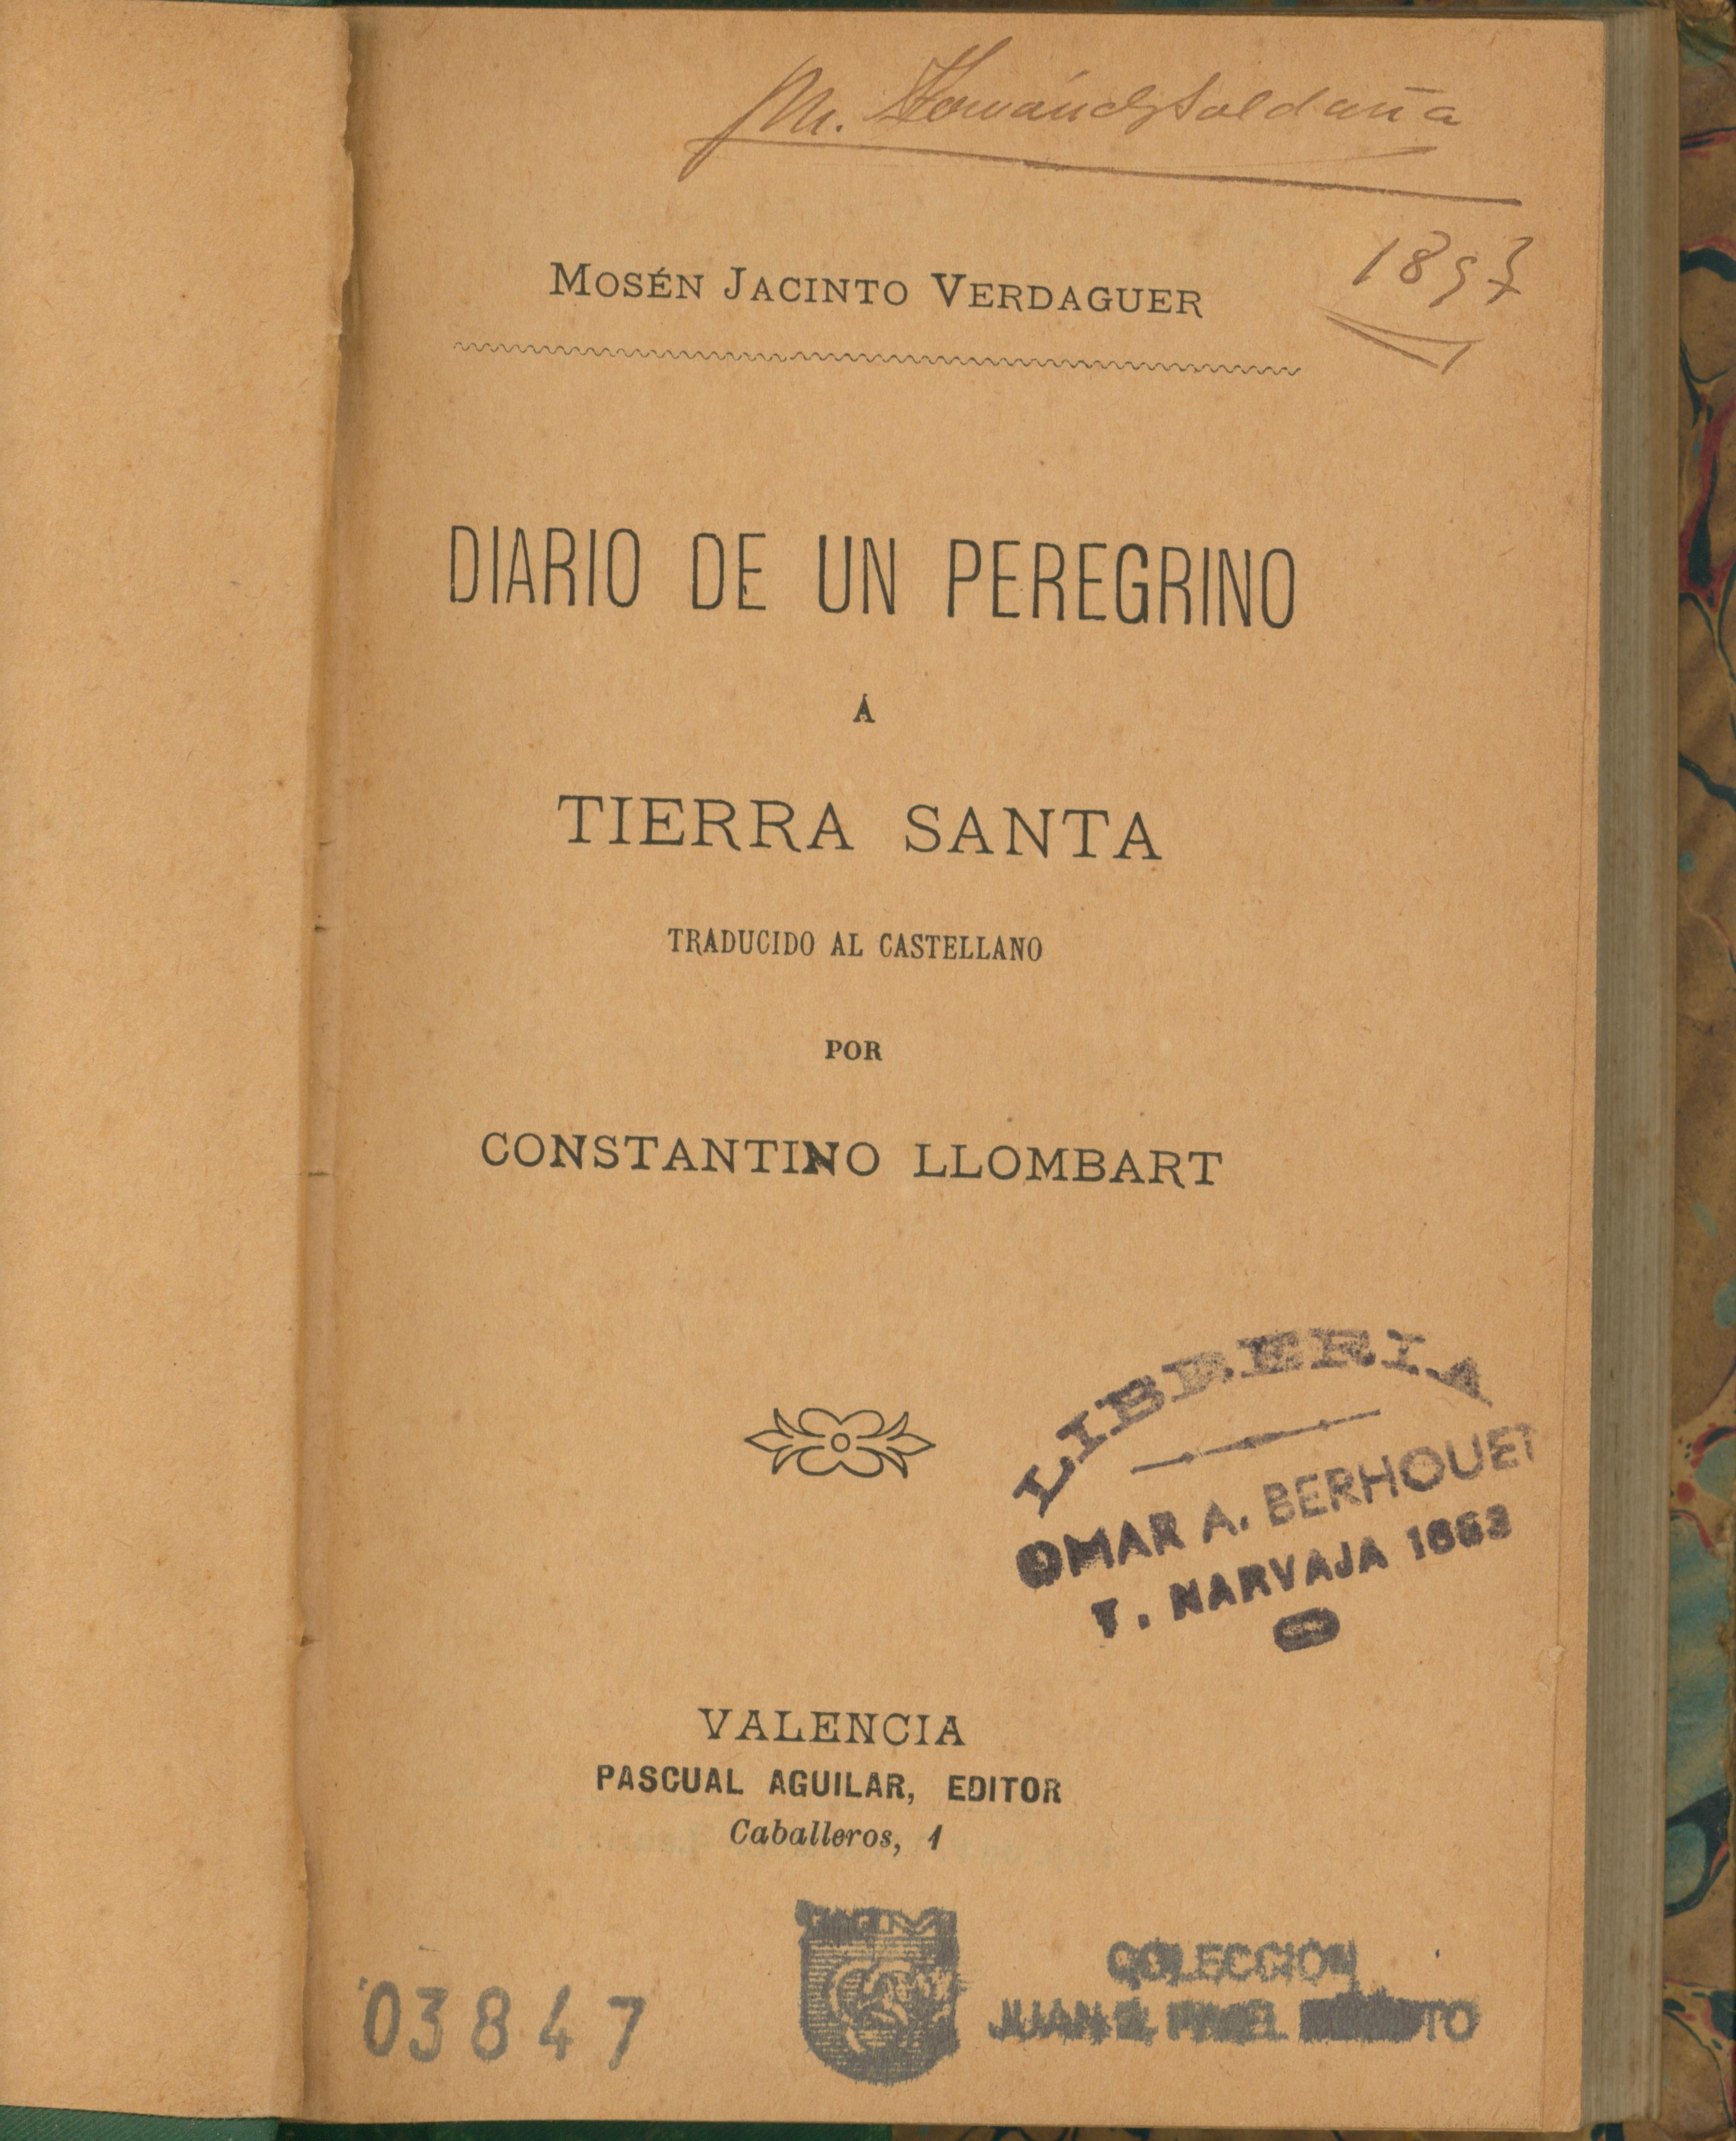 M. Fernández Saldaña
1897
MOSÉN JACINTO VERDAGUER
DIARIO DE UN PEREGRINO
Á
TIERRA SANTA
TRADUCIDO AL CASTELLANO
POR
CONSTANTINO LLOMBART
LIBRERIA
OMAR A. BERHOUET
T. NARVAJA 1663
VALENCIA
PASCUAL AGUILAR, EDITOR
Caballeros, 1
03847
COLECCION
JUAN